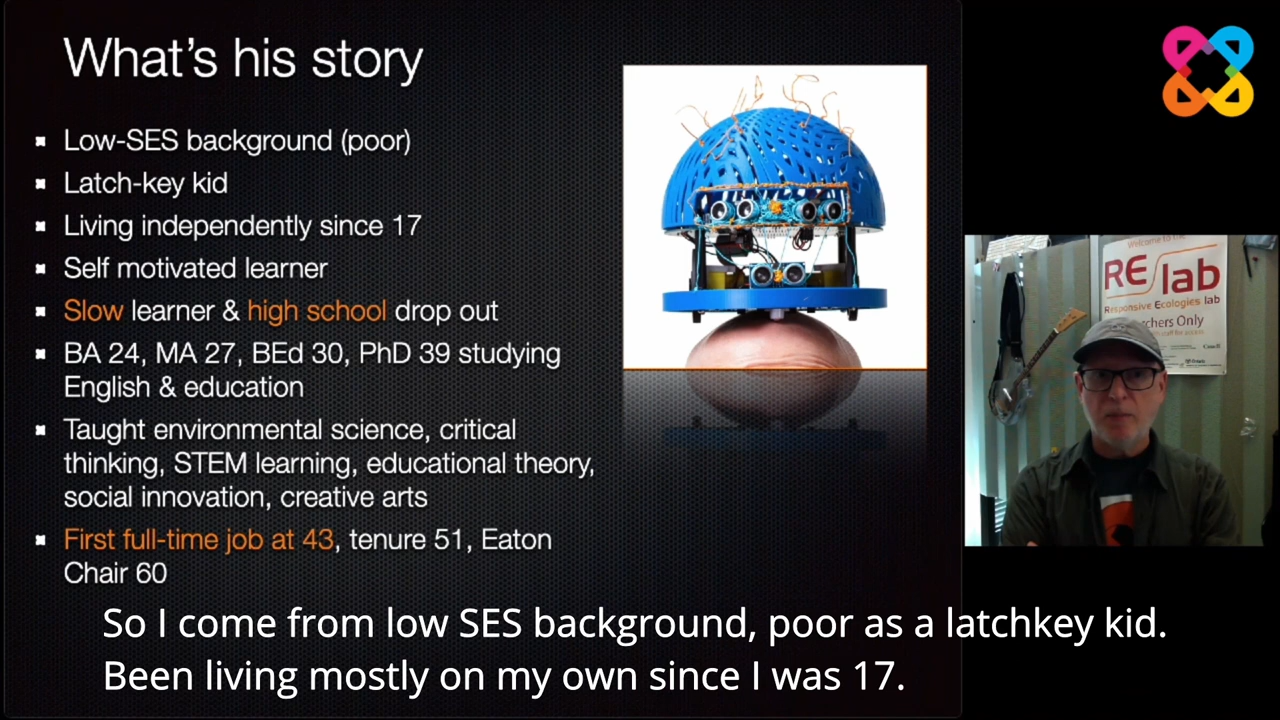 What's his story
Low-SES background (poor)
Latch-key kid
Living independently since 17
Self motivated learner
Slow learner & high school drop out
BA 24, MA 27, BEd 30, PhD 39 studying
English & education
Taught environmental science, critical
thinking, STEM learning, educational theory,
social innovation, creative arts
First full-time job at 43, tenure 51, Eaton
Chair 60
Welcome to the
RE lab
Responsive Ecologies lab
Only
So I come from low SES background, poor as a latchkey kid.
Been living mostly on my own since I was 17.